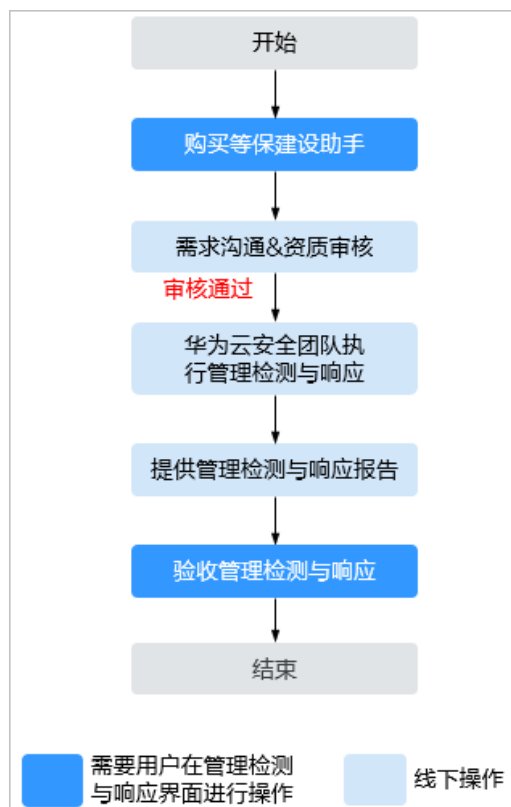 开始
购买等保建设助手
需求沟通&资质审核
审核通过
华为云安全团队执
行管理检测与响应
提供管理检测与响应报告
验收管理检测与响应
结束
需要用户在管理检测
与响应界面进行操作
线下操作